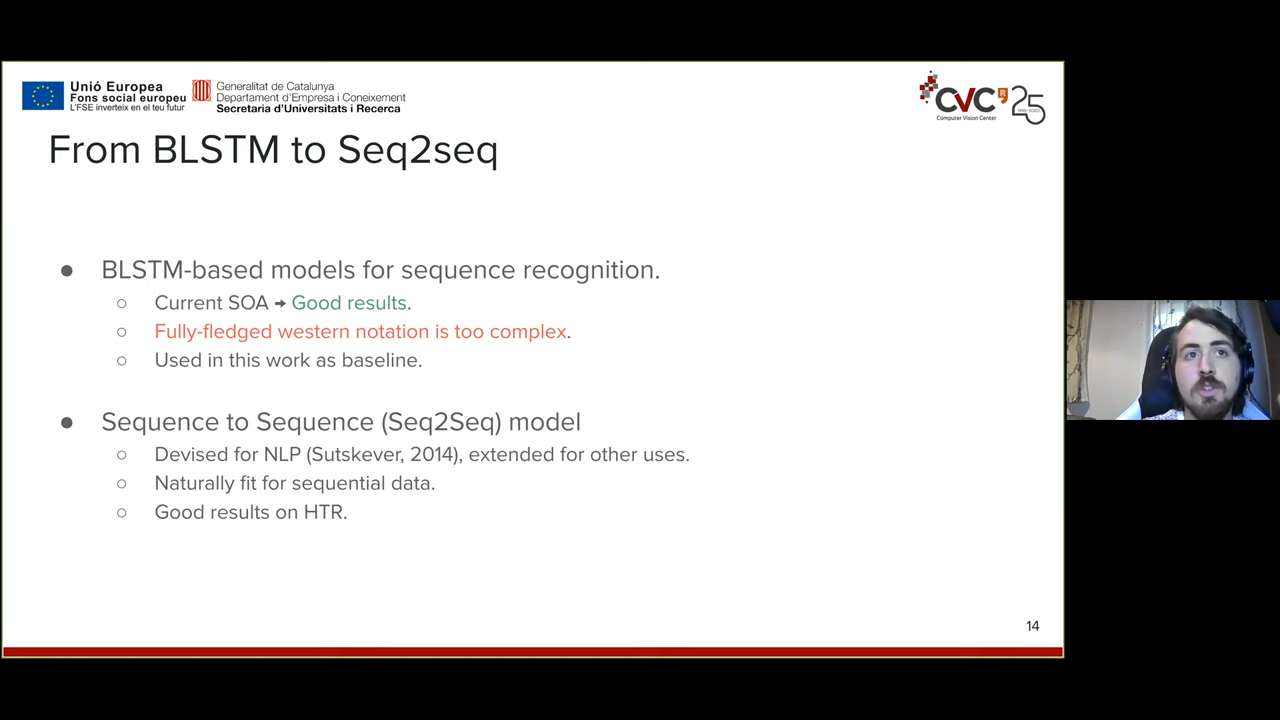 Unió Europea
Fons social europeu
L'FSE inverteix en el teu futur
Generalitat de Catalunya
Departament d'Empresa i Coneixement
Secretaria d'Universitats i Recerca
CVC
Computer Vision Center
25
From BLSTM to Seq2seq
● BLSTM-based models for sequence recognition.
○ Current SOA → Good results.
○ Fully-fledged western notation is too complex.
○ Used in this work as baseline.
● Sequence to Sequence (Seq2Seq) model
○ Devised for NLP (Sutskever, 2014), extended for other uses.
○ Naturally fit for sequential data.
○ Good results on HTR.
14